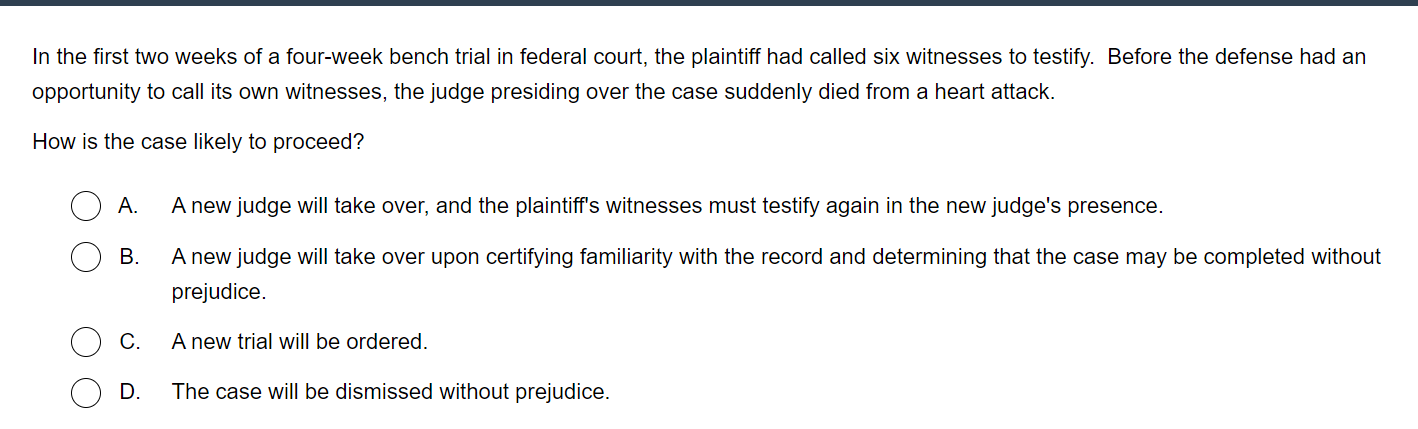 In the first two weeks of a four-week bench trial in federal court, the plaintiff had called six witnesses to testify.  Before the defense had an
opportunity to call its own witnesses, the judge presiding over the case suddenly died from a heart attack.
How is the case likely to proceed?
A. A new judge will take over, and the plaintiff's witnesses must testify again in the new judge's presence.
B. A new judge will take over upon certifying familiarity with the record and determining that the case may be completed without
prejudice.
C. A new trial will be ordered.
D. The case will be dismissed without prejudice.